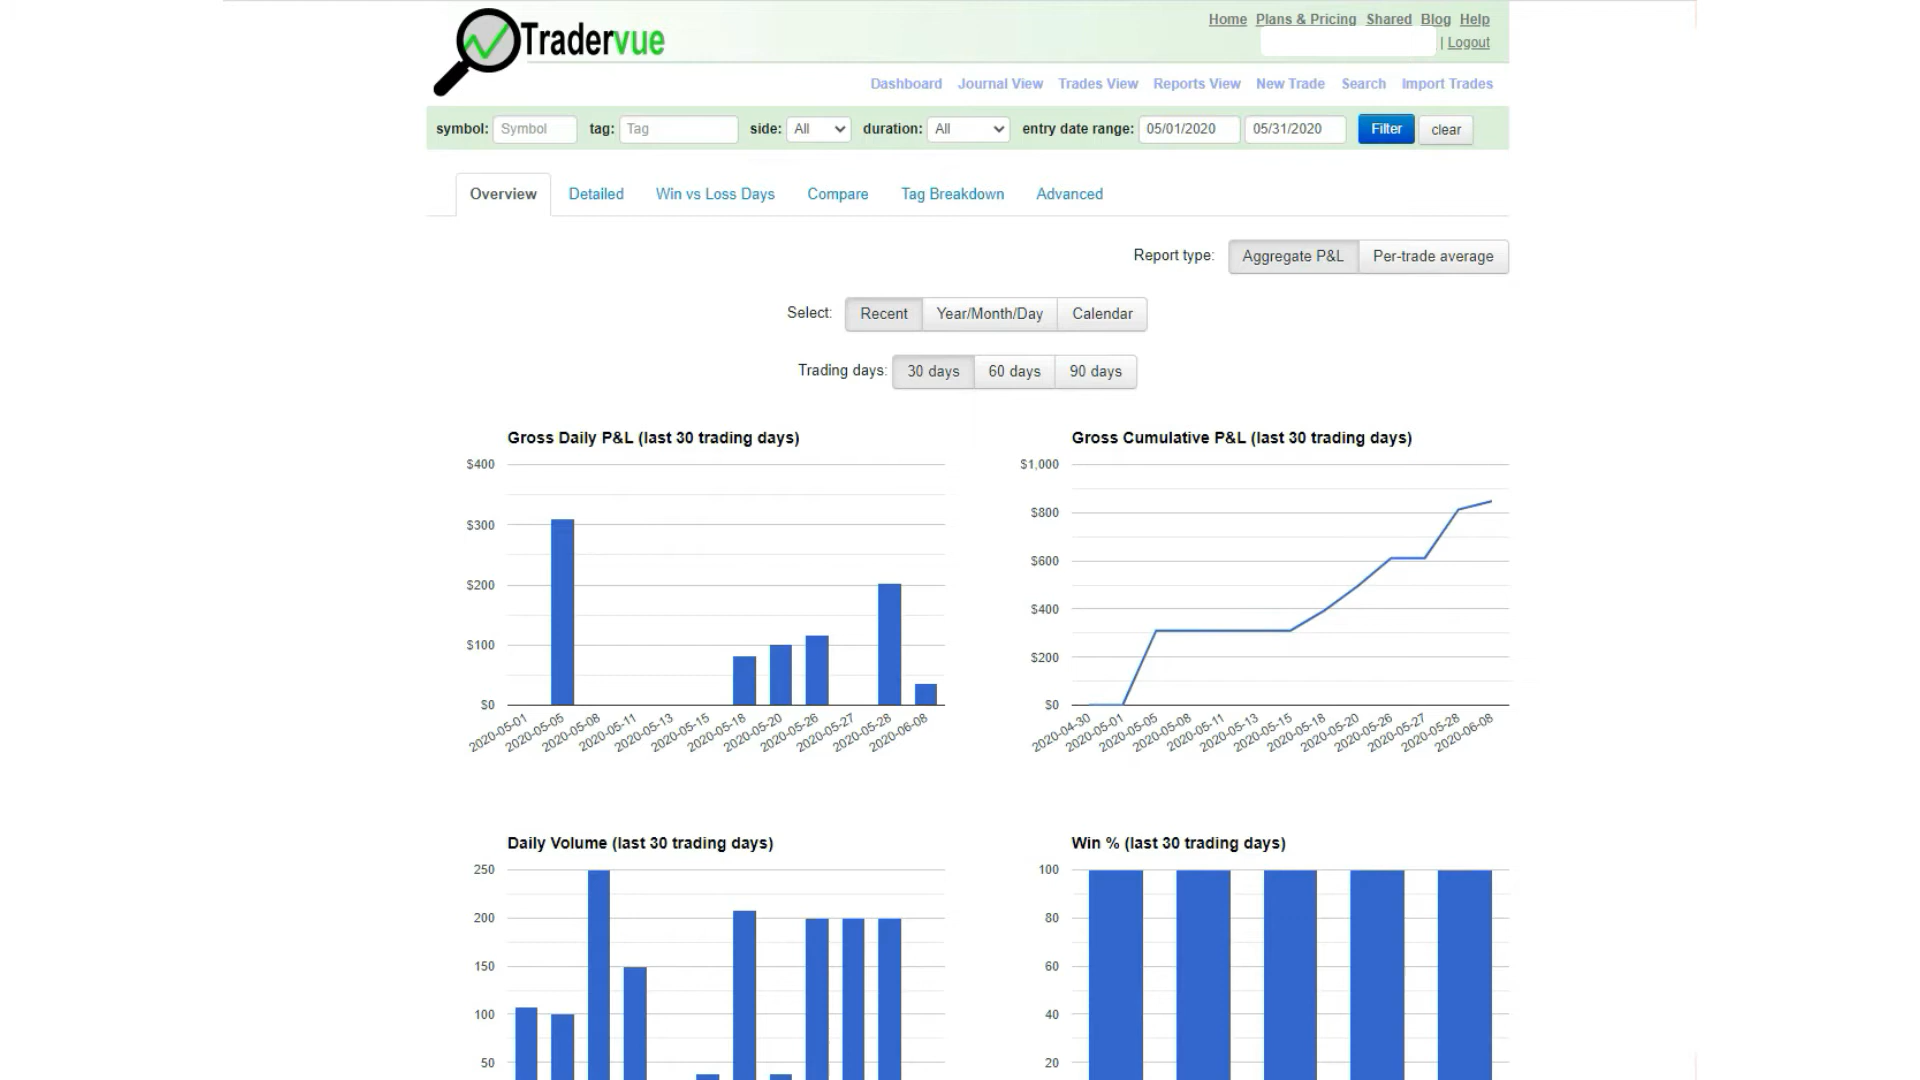 Tradervue
Home Plans & Pricing Shared Blog Help
| Logout
Dashboard Journal View Trades View Reports View New Trade Search Import Trades
symbol: Symbol tag: Tag side: All duration: All entry date range: 05/01/2020 05/31/2020 Filter clear
Overview Detailed Win vs Loss Days Compare Tag Breakdown Advanced
Report type: Aggregate P&L Per-trade average
Select: Recent Year/Month/Day Calendar
Trading days: 30 days 60 days 90 days
Gross Daily P&L (last 30 trading days)
$400
$300
$200
$100
$0
2020-05-01 2020-05-05 2020-05-08 2020-05-11 2020-05-13 2020-05-15 2020-05-18 2020-05-20 2020-05-26 2020-05-27 2020-05-28 2020-06-08
Gross Cumulative P&L (last 30 trading days)
$1,000
$800
$600
$400
$200
$0
2020-04-30 2020-05-01 2020-05-05 2020-05-08 2020-05-11 2020-05-13 2020-05-15 2020-05-18 2020-05-20 2020-05-26 2020-05-27 2020-05-28 2020-06-08
Daily Volume (last 30 trading days)
250
200
150
100
50
Win % (last 30 trading days)
100
80
60
40
20